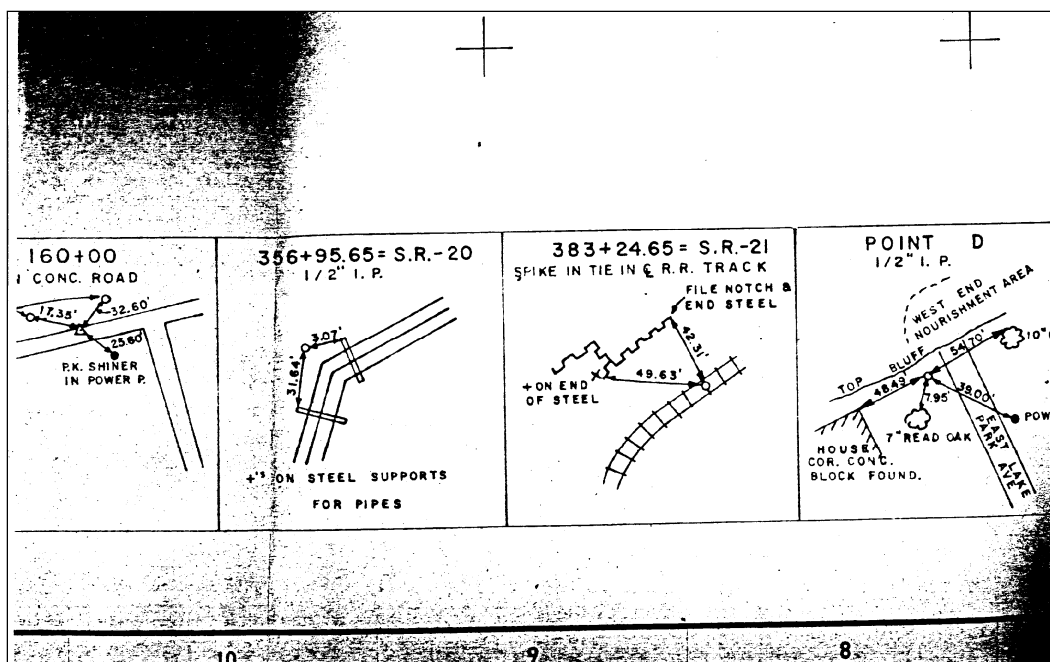 160+00
CONC. ROAD
17.35'
32.60'
25.80'
P.K. SHINER
IN POWER P.
356+95.65 = S.R.-20
1/2" I. P.
3.07'
31.64'
+'S ON STEEL SUPPORTS
FOR PIPES
383+24.65 = S.R.-21
SPIKE IN TIE IN ℄ R.R. TRACK
FILE NOTCH &
END STEEL
42.31'
49.63'
+ ON END
OF STEEL
POINT D
1/2" I. P.
WEST END
NOURISHMENT AREA
TOP BLUFF
54.70'
10"
48.49'
7.95'
39.00'
POW
7" READ OAK
EAST LAKE
PARK AVE
HOUSE
COR. CONC.
BLOCK FOUND.
10
9
8